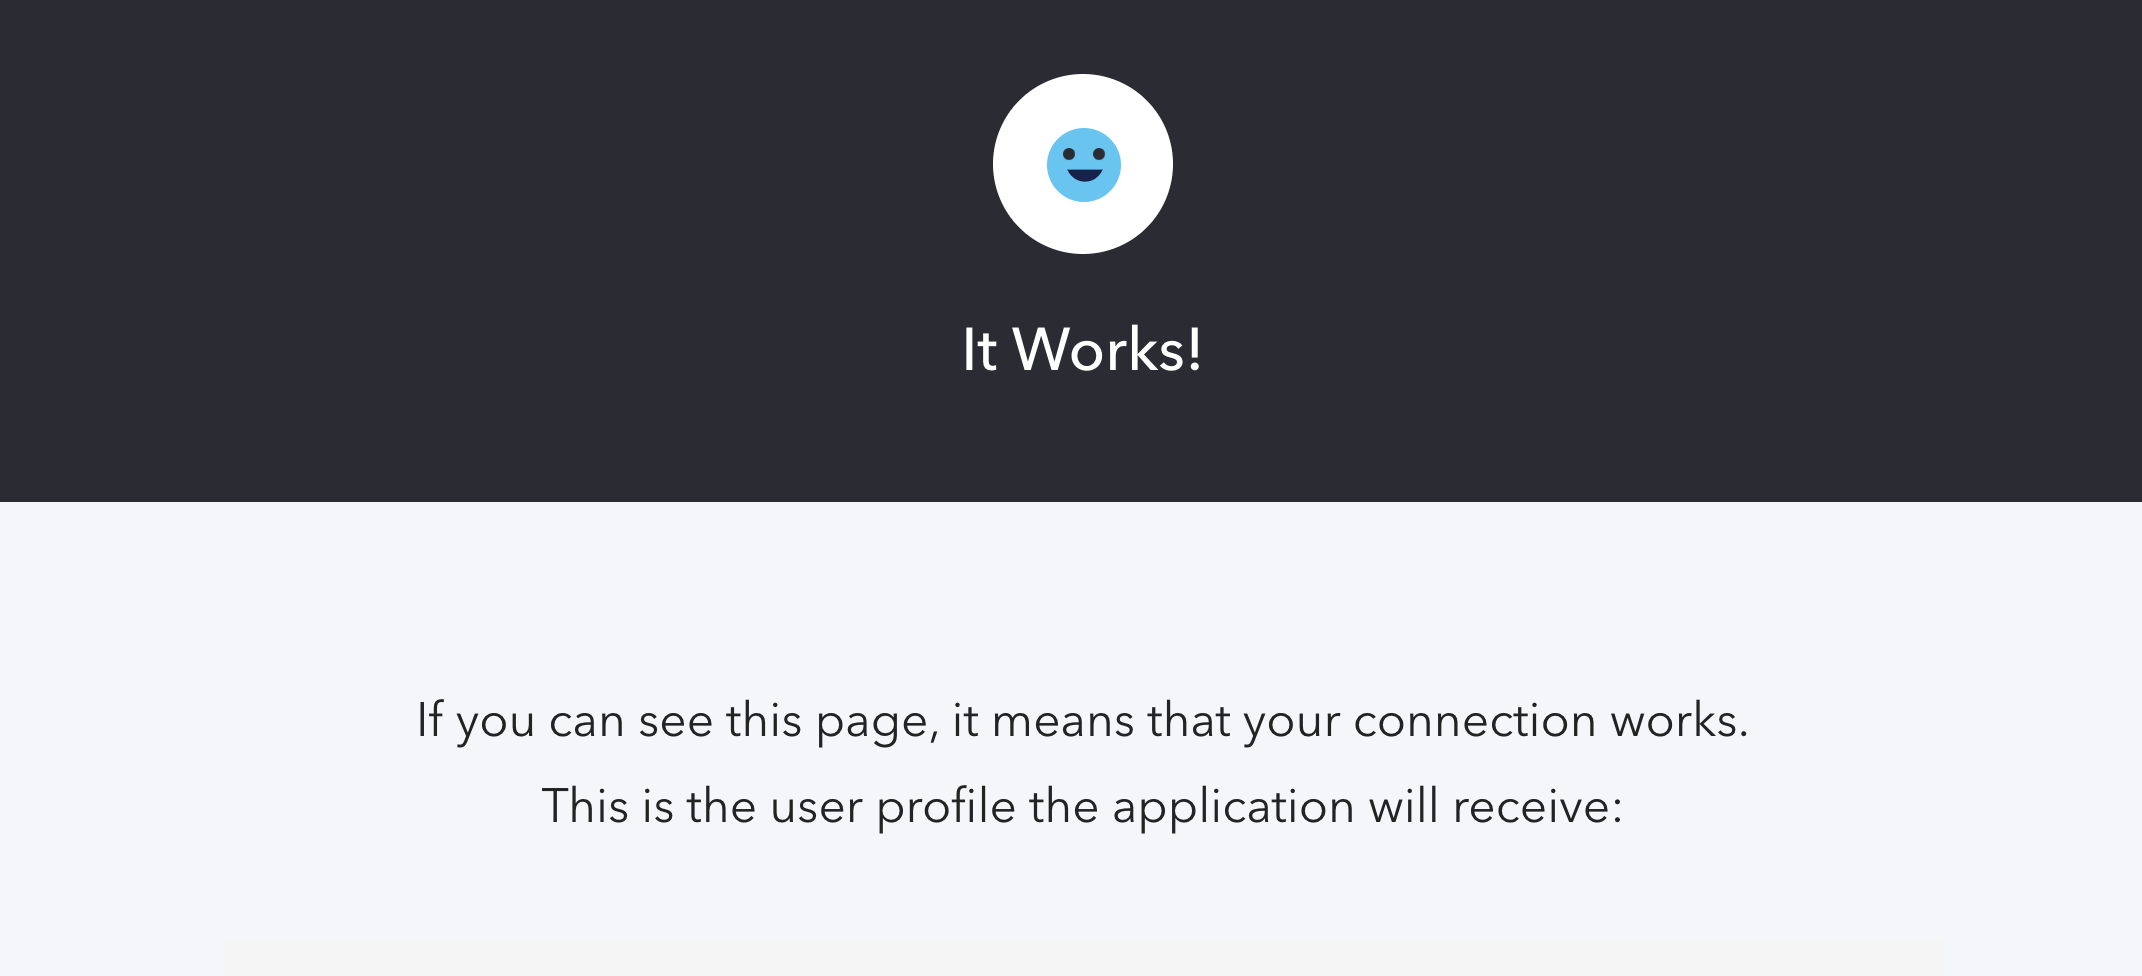 It Works!
If you can see this page, it means that your connection works.
This is the user profile the application will receive: